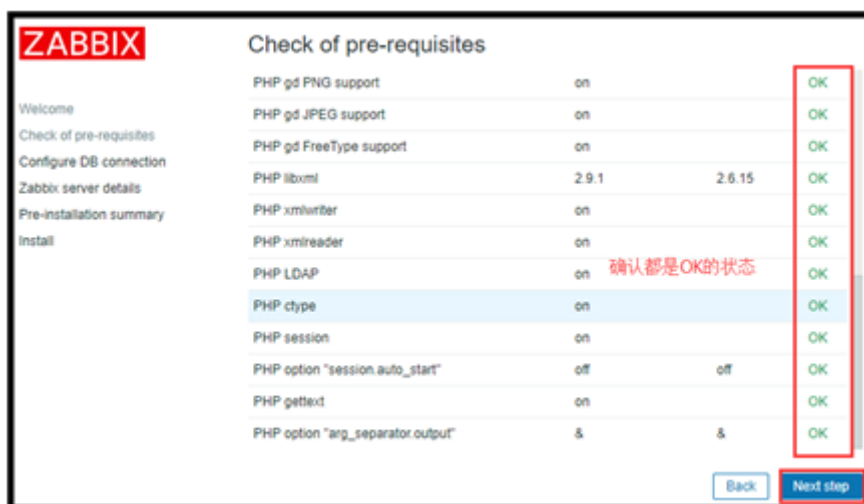 ZABBIX
Check of pre-requisites
Welcome
Check of pre-requisites
Configure DB connection
Zabbix server details
Pre-installation summary
Install
PHP gd PNG support on OK
PHP gd JPEG support on OK
PHP gd FreeType support on OK
PHP libxml 2.9.1 2.6.15 OK
PHP xmlwriter on OK
PHP xmlreader on OK
PHP LDAP on OK
确认都是OK的状态
PHP ctype on OK
PHP session on OK
PHP option "session.auto_start" off off OK
PHP gettext on OK
PHP option "arg_separator.output" & & OK
Back Next step